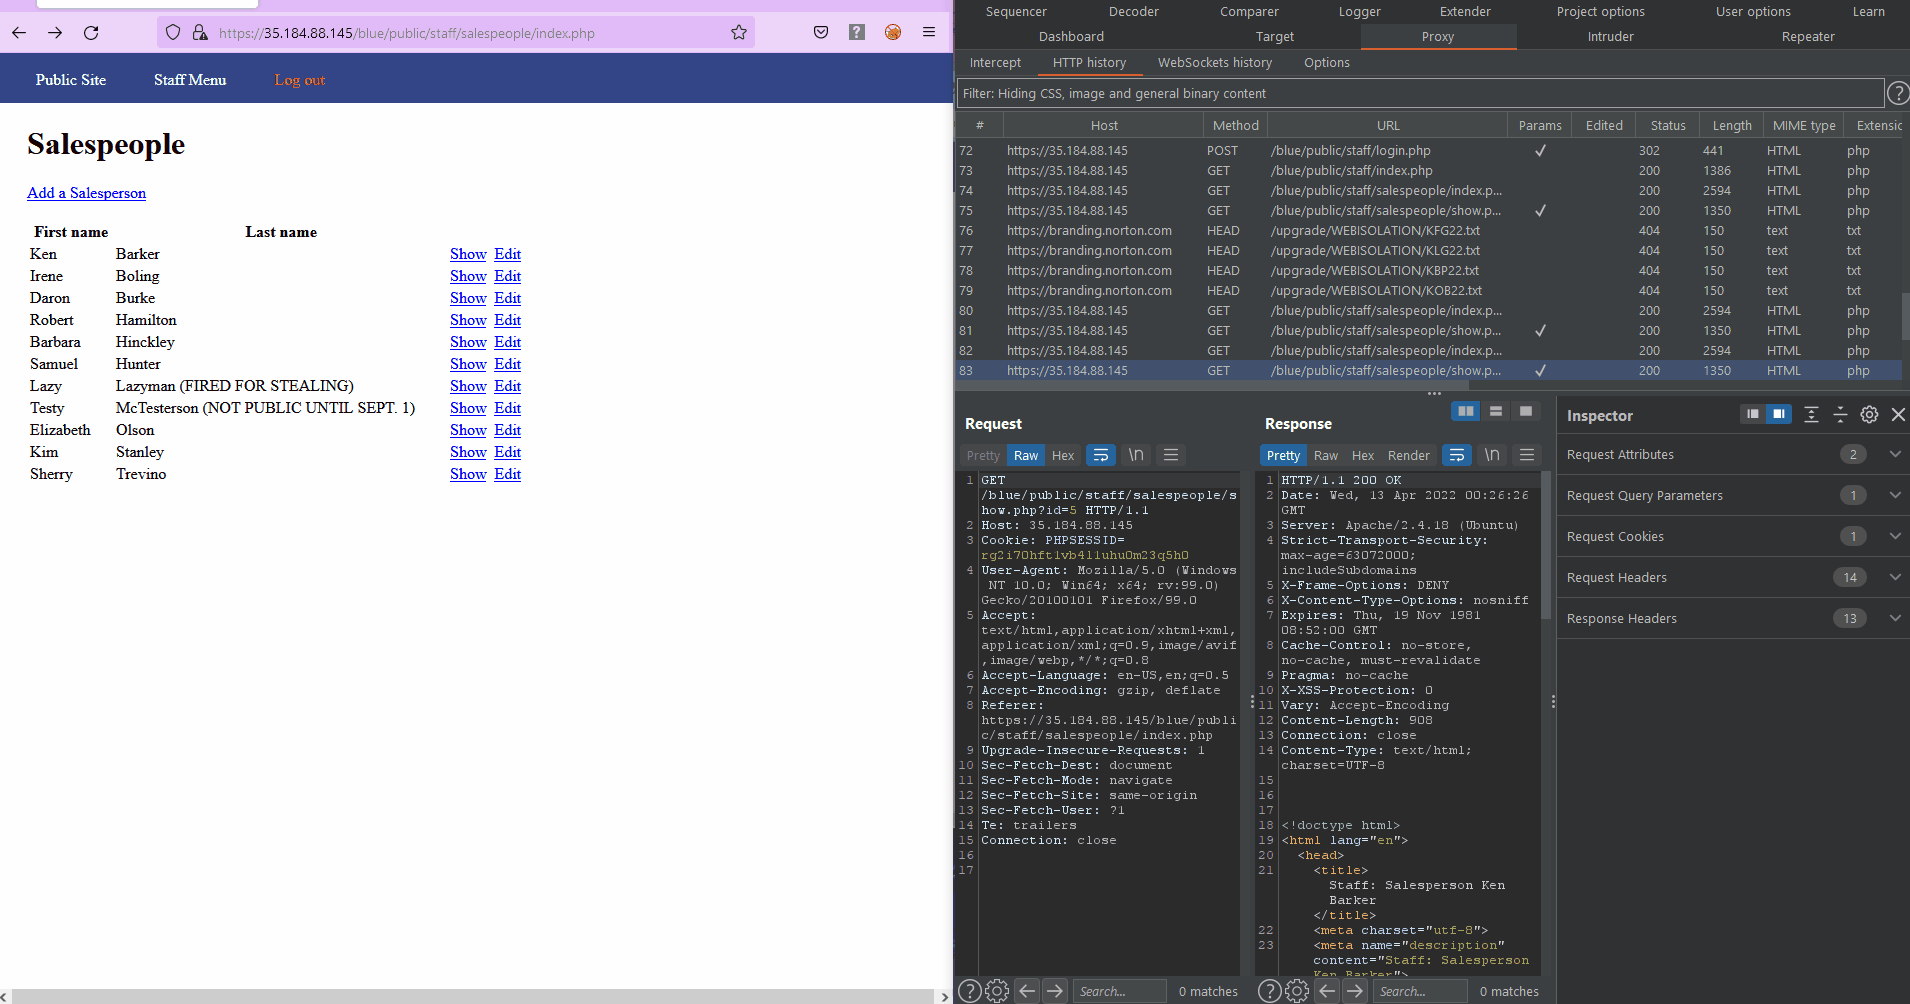 https://35.184.88.145/blue/public/staff/salespeople/index.php
Public Site Staff Menu Log out
Salespeople
Add a Salesperson
First name Last name
Ken Barker Show Edit
Irene Boling Show Edit
Daron Burke Show Edit
Robert Hamilton Show Edit
Barbara Hinckley Show Edit
Samuel Hunter Show Edit
Lazy Lazyman (FIRED FOR STEALING) Show Edit
Testy McTesterson (NOT PUBLIC UNTIL SEPT. 1) Show Edit
Elizabeth Olson Show Edit
Kim Stanley Show Edit
Sherry Trevino Show Edit
Sequencer Decoder Comparer Logger Extender Project options User options Learn
Dashboard Target Proxy Intruder Repeater
Intercept HTTP history WebSockets history Options
Filter: Hiding CSS, image and general binary content ?
# Host Method URL Params Edited Status Length MIME type Extensic
72 https://35.184.88.145 POST /blue/public/staff/login.php ✓ 302 441 HTML php
73 https://35.184.88.145 GET /blue/public/staff/index.php 200 1386 HTML php
74 https://35.184.88.145 GET /blue/public/staff/salespeople/index.p... 200 2594 HTML php
75 https://35.184.88.145 GET /blue/public/staff/salespeople/show.p... ✓ 200 1350 HTML php
76 https://branding.norton.com HEAD /upgrade/WEBISOLATION/KFG22.txt 404 150 text txt
77 https://branding.norton.com HEAD /upgrade/WEBISOLATION/KLG22.txt 404 150 text txt
78 https://branding.norton.com HEAD /upgrade/WEBISOLATION/KBP22.txt 404 150 text txt
79 https://branding.norton.com HEAD /upgrade/WEBISOLATION/KOB22.txt 404 150 text txt
80 https://35.184.88.145 GET /blue/public/staff/salespeople/index.p... 200 2594 HTML php
81 https://35.184.88.145 GET /blue/public/staff/salespeople/show.p... ✓ 200 1350 HTML php
82 https://35.184.88.145 GET /blue/public/staff/salespeople/index.p... 200 2594 HTML php
83 https://35.184.88.145 GET /blue/public/staff/salespeople/show.p... ✓ 200 1350 HTML php
Request
Pretty Raw Hex \n
1 GET
/blue/public/staff/salespeople/s
how.php?id=5 HTTP/1.1
2 Host: 35.184.88.145
3 Cookie: PHPSESSID=
4 User-Agent: Mozilla/5.0 (Windows
NT 10.0; Win64; x64; rv:99.0)
Gecko/20100101 Firefox/99.0
5 Accept:
text/html,application/xhtml+xml,
application/xml;q=0.9,image/avif
,image/webp,*/*;q=0.8
6 Accept-Language: en-US,en;q=0.5
7 Accept-Encoding: gzip, deflate
8 Referer:
https://35.184.88.145/blue/publi
c/staff/salespeople/index.php
9 Upgrade-Insecure-Requests: 1
10 Sec-Fetch-Dest: document
11 Sec-Fetch-Mode: navigate
12 Sec-Fetch-Site: same-origin
13 Sec-Fetch-User: ?1
14 Te: trailers
15 Connection: close
16
17
Search... 0 matches
Response
Pretty Raw Hex Render \n
1 HTTP/1.1 200 OK
2 Date: Wed, 13 Apr 2022 00:26:26
GMT
3 Server: Apache/2.4.18 (Ubuntu)
4 Strict-Transport-Security:
max-age=63072000;
includeSubdomains
5 X-Frame-Options: DENY
6 X-Content-Type-Options: nosniff
7 Expires: Thu, 19 Nov 1981
08:52:00 GMT
8 Cache-Control: no-store,
no-cache, must-revalidate
9 Pragma: no-cache
10 X-XSS-Protection: 0
11 Vary: Accept-Encoding
12 Content-Length: 908
13 Connection: close
14 Content-Type: text/html;
charset=UTF-8
15
16
17
18 <!doctype html>
19 <html lang="en">
20 <head>
21 <title>
Staff: Salesperson Ken
Barker
</title>
22 <meta charset="utf-8">
23 <meta name="description"
content="Staff: Salesperson
Ken Barker">
Search... 0 matches
Inspector
Request Attributes 2
Request Query Parameters 1
Request Cookies 1
Request Headers 14
Response Headers 13